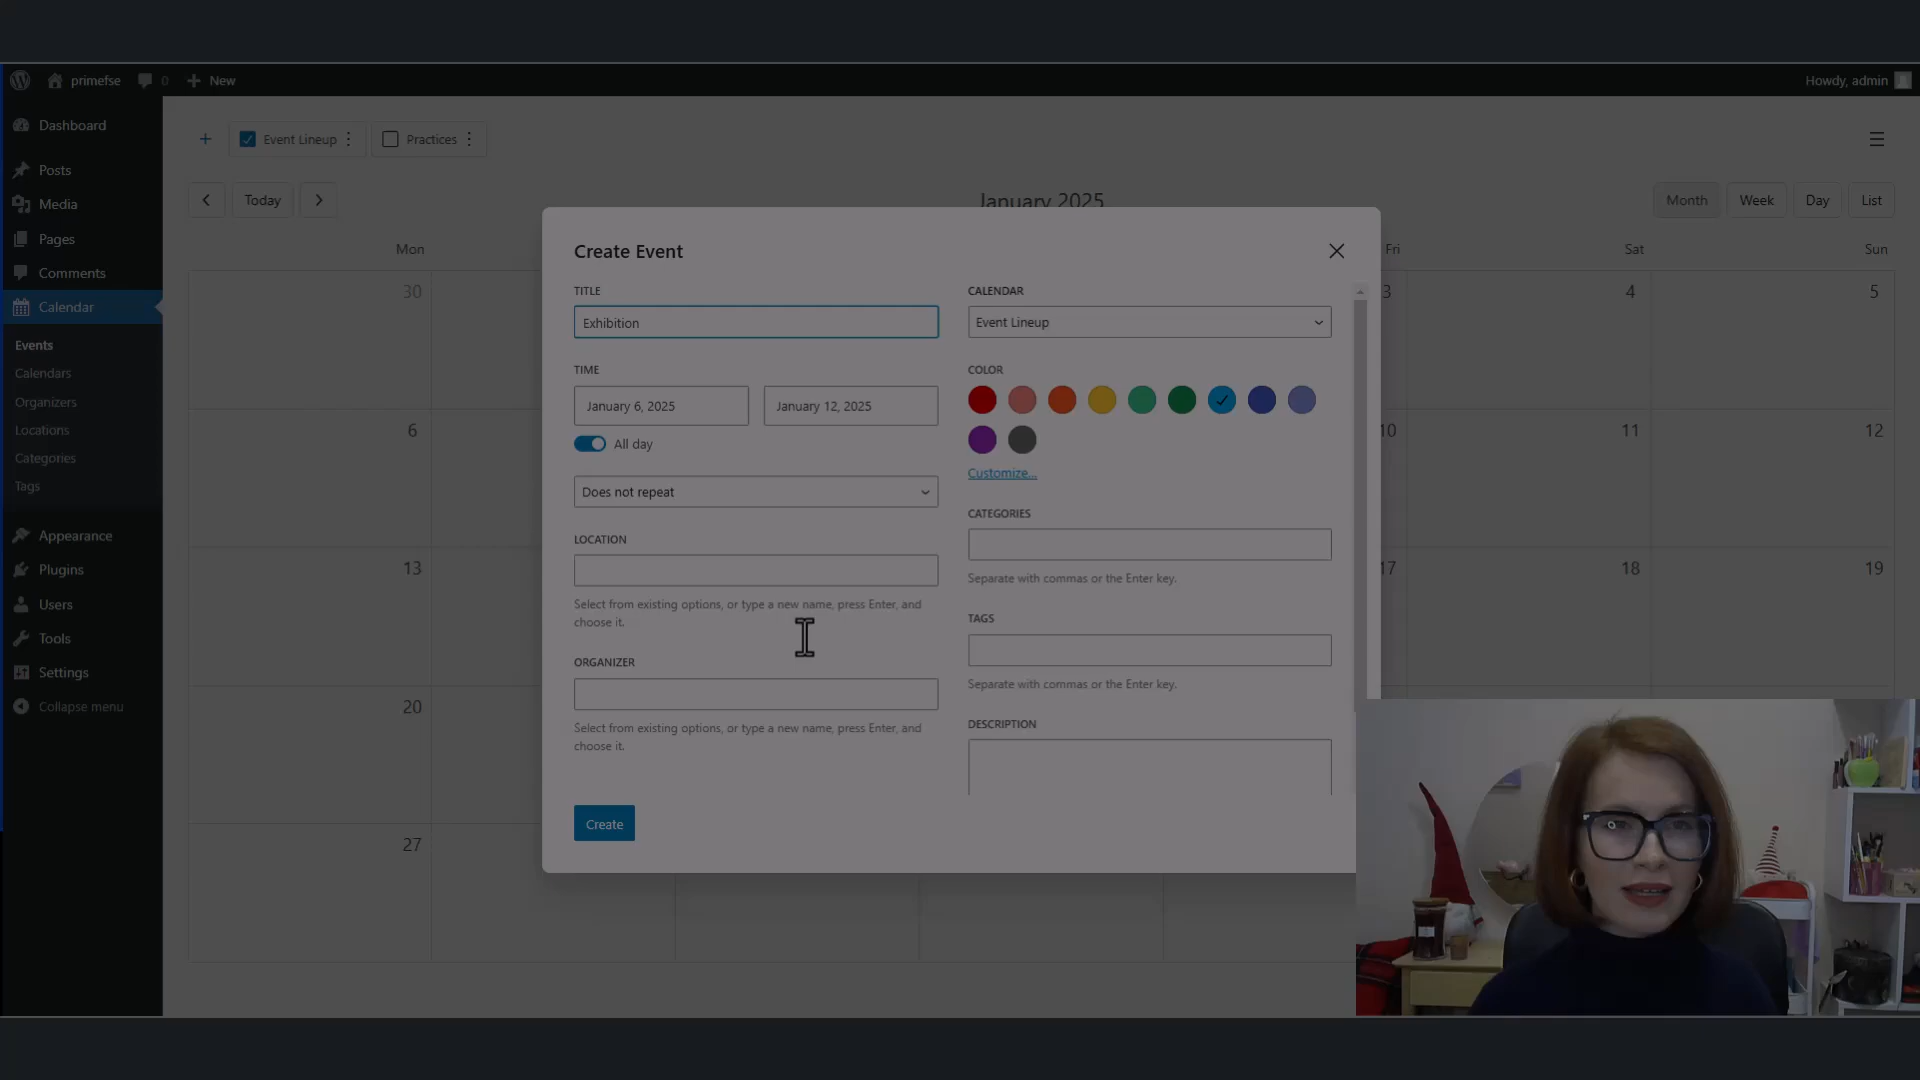 primefse 0 New Howdy, admin
Dashboard
Posts
Media
Pages
Comments
Calendar
Events
Calendars
Organizers
Locations
Categories
Tags
Appearance
Plugins
Users
Tools
Settings
Collapse menu
Event Lineup Practices
Today January 2025 Month Week Day List
Mon Fri Sat Sun
30 3 4 5
6 10 11 12
13 17 18 19
20
27
Create Event
TITLE
Exhibition
TIME
January 6, 2025 January 12, 2025
All day
Does not repeat
LOCATION
Select from existing options, or type a new name, press Enter, and
choose it.
ORGANIZER
Select from existing options, or type a new name, press Enter, and
choose it.
Create
CALENDAR
Event Lineup
COLOR
Customize...
CATEGORIES
Separate with commas or the Enter key.
TAGS
Separate with commas or the Enter key.
DESCRIPTION